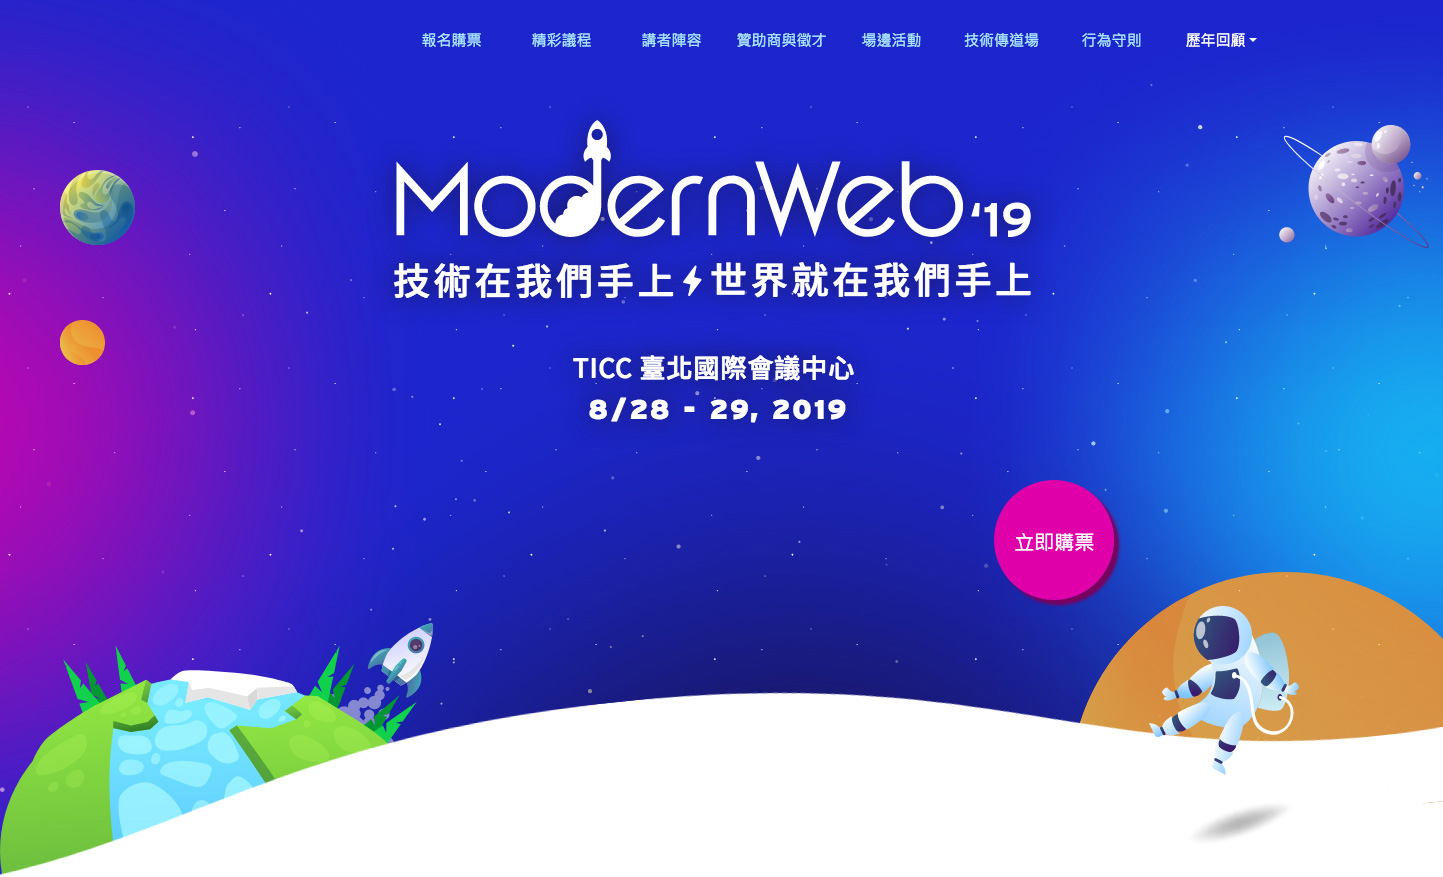 報名購票 精彩議程 講者陣容 贊助商與徵才 場邊活動 技術傳道場 行為守則 歷年回顧
ModernWeb ‘19
技術在我們手上 世界就在我們手上
TICC 臺北國際會議中心
8/28 - 29, 2019
立即購票